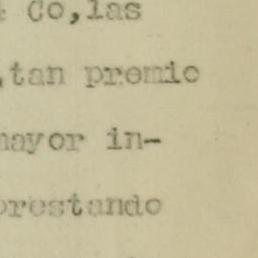 & Co,las
,tan premio
mayor in-
prestando